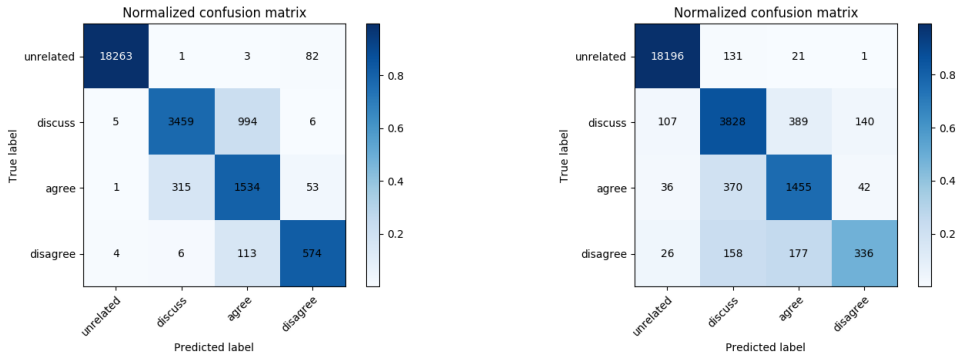 Normalized confusion matrix
unrelated 18263 1 3 82
discuss 5 3459 994 6
agree 1 315 1534 53
disagree 4 6 113 574
unrelated discuss agree disagree
True label
Predicted label
0.8
0.6
0.4
0.2
Normalized confusion matrix
unrelated 18196 131 21 1
discuss 107 3828 389 140
agree 36 370 1455 42
disagree 26 158 177 336
unrelated discuss agree disagree
True label
Predicted label
0.8
0.6
0.4
0.2